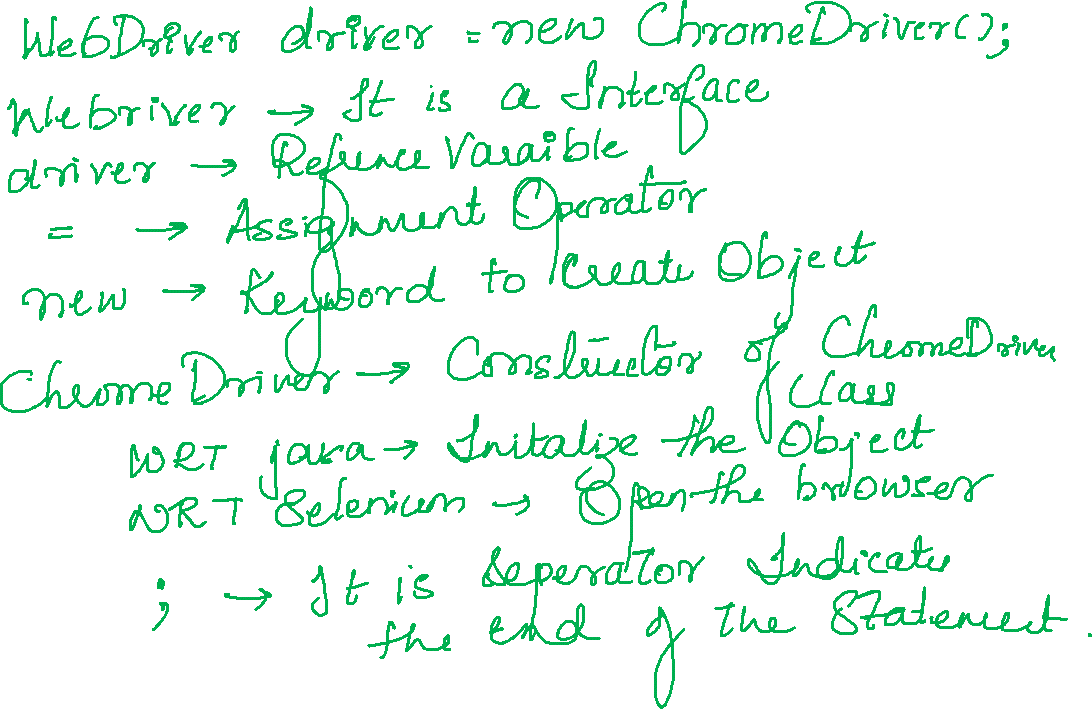 WebDriver driver = new ChromeDriver();
Webriver → It is a Interface
driver → Refrence Varaible
= → Assignment Operator
new → Keyword to Create Object
ChromeDriver → Constructor of ChromeDriver
Class
WRT java → Initalize the Object
WRT Selenium → Open the browser
; → It is Seperator Indicate
the end of The Statement.